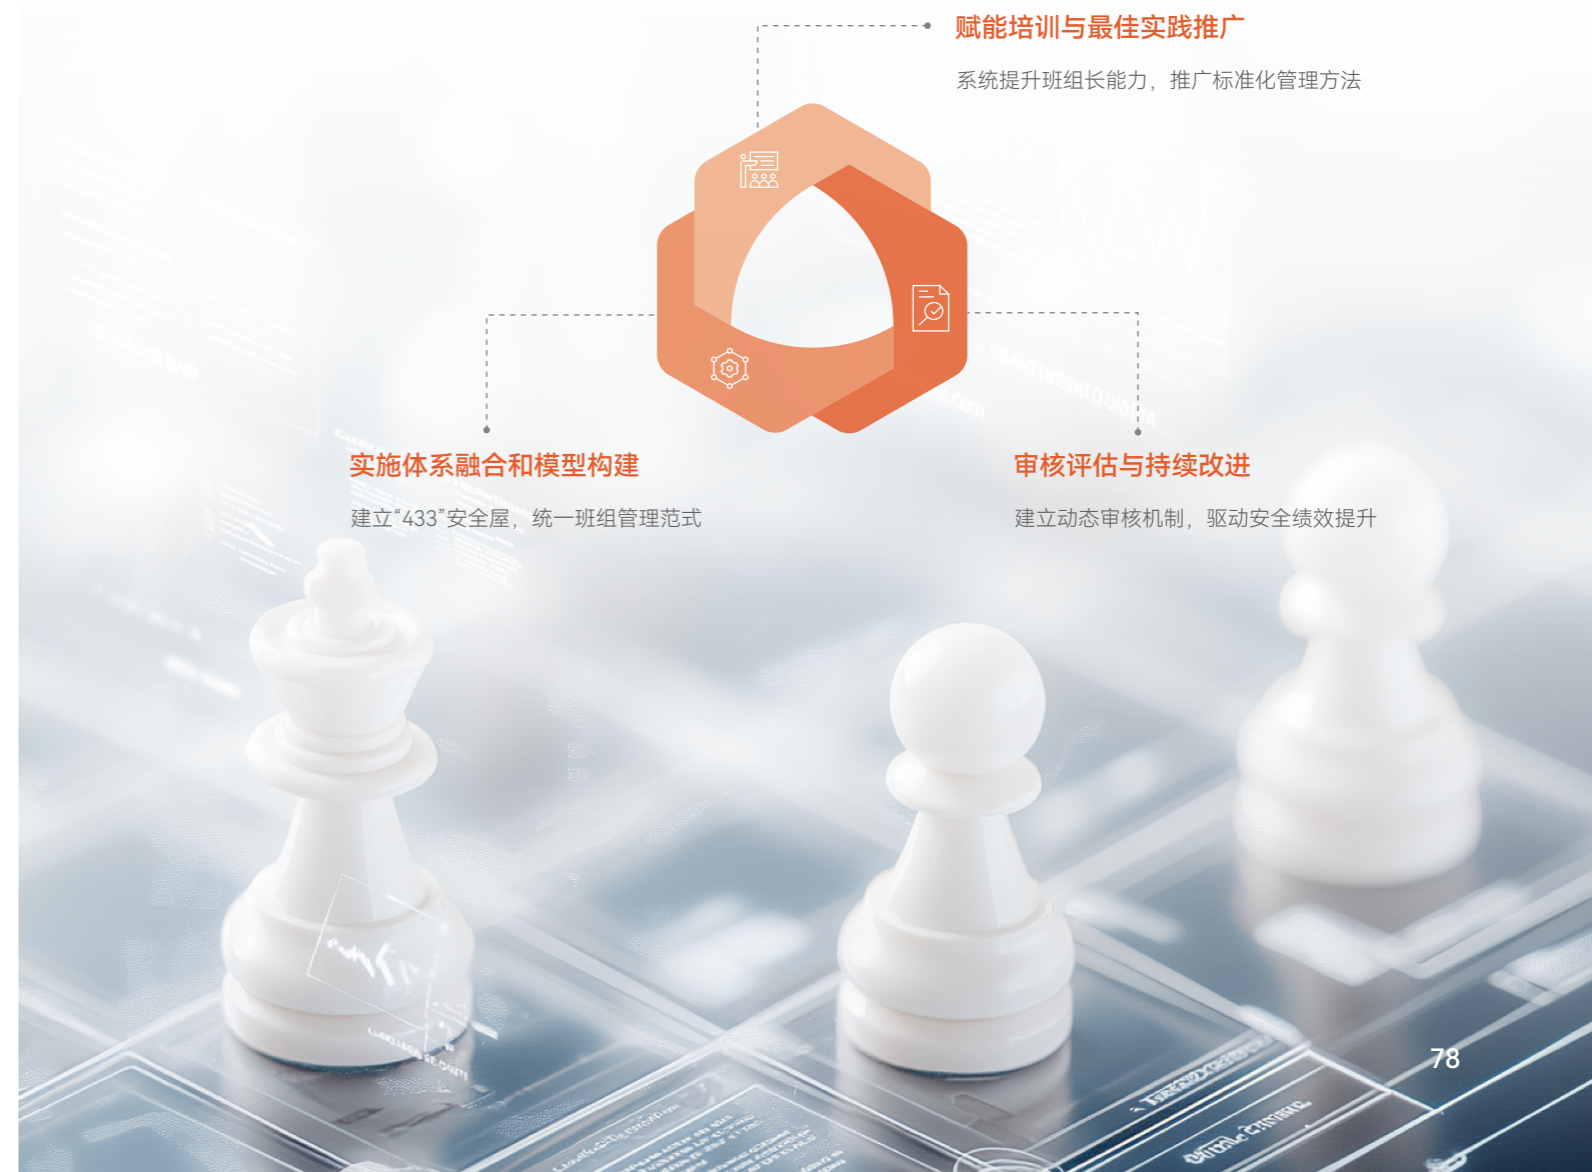 赋能培训与最佳实践推广
系统提升班组长能力，推广标准化管理方法
实施体系融合和模型构建
建立“433”安全屋，统一班组管理范式
审核评估与持续改进
建立动态审核机制，驱动安全绩效提升
78